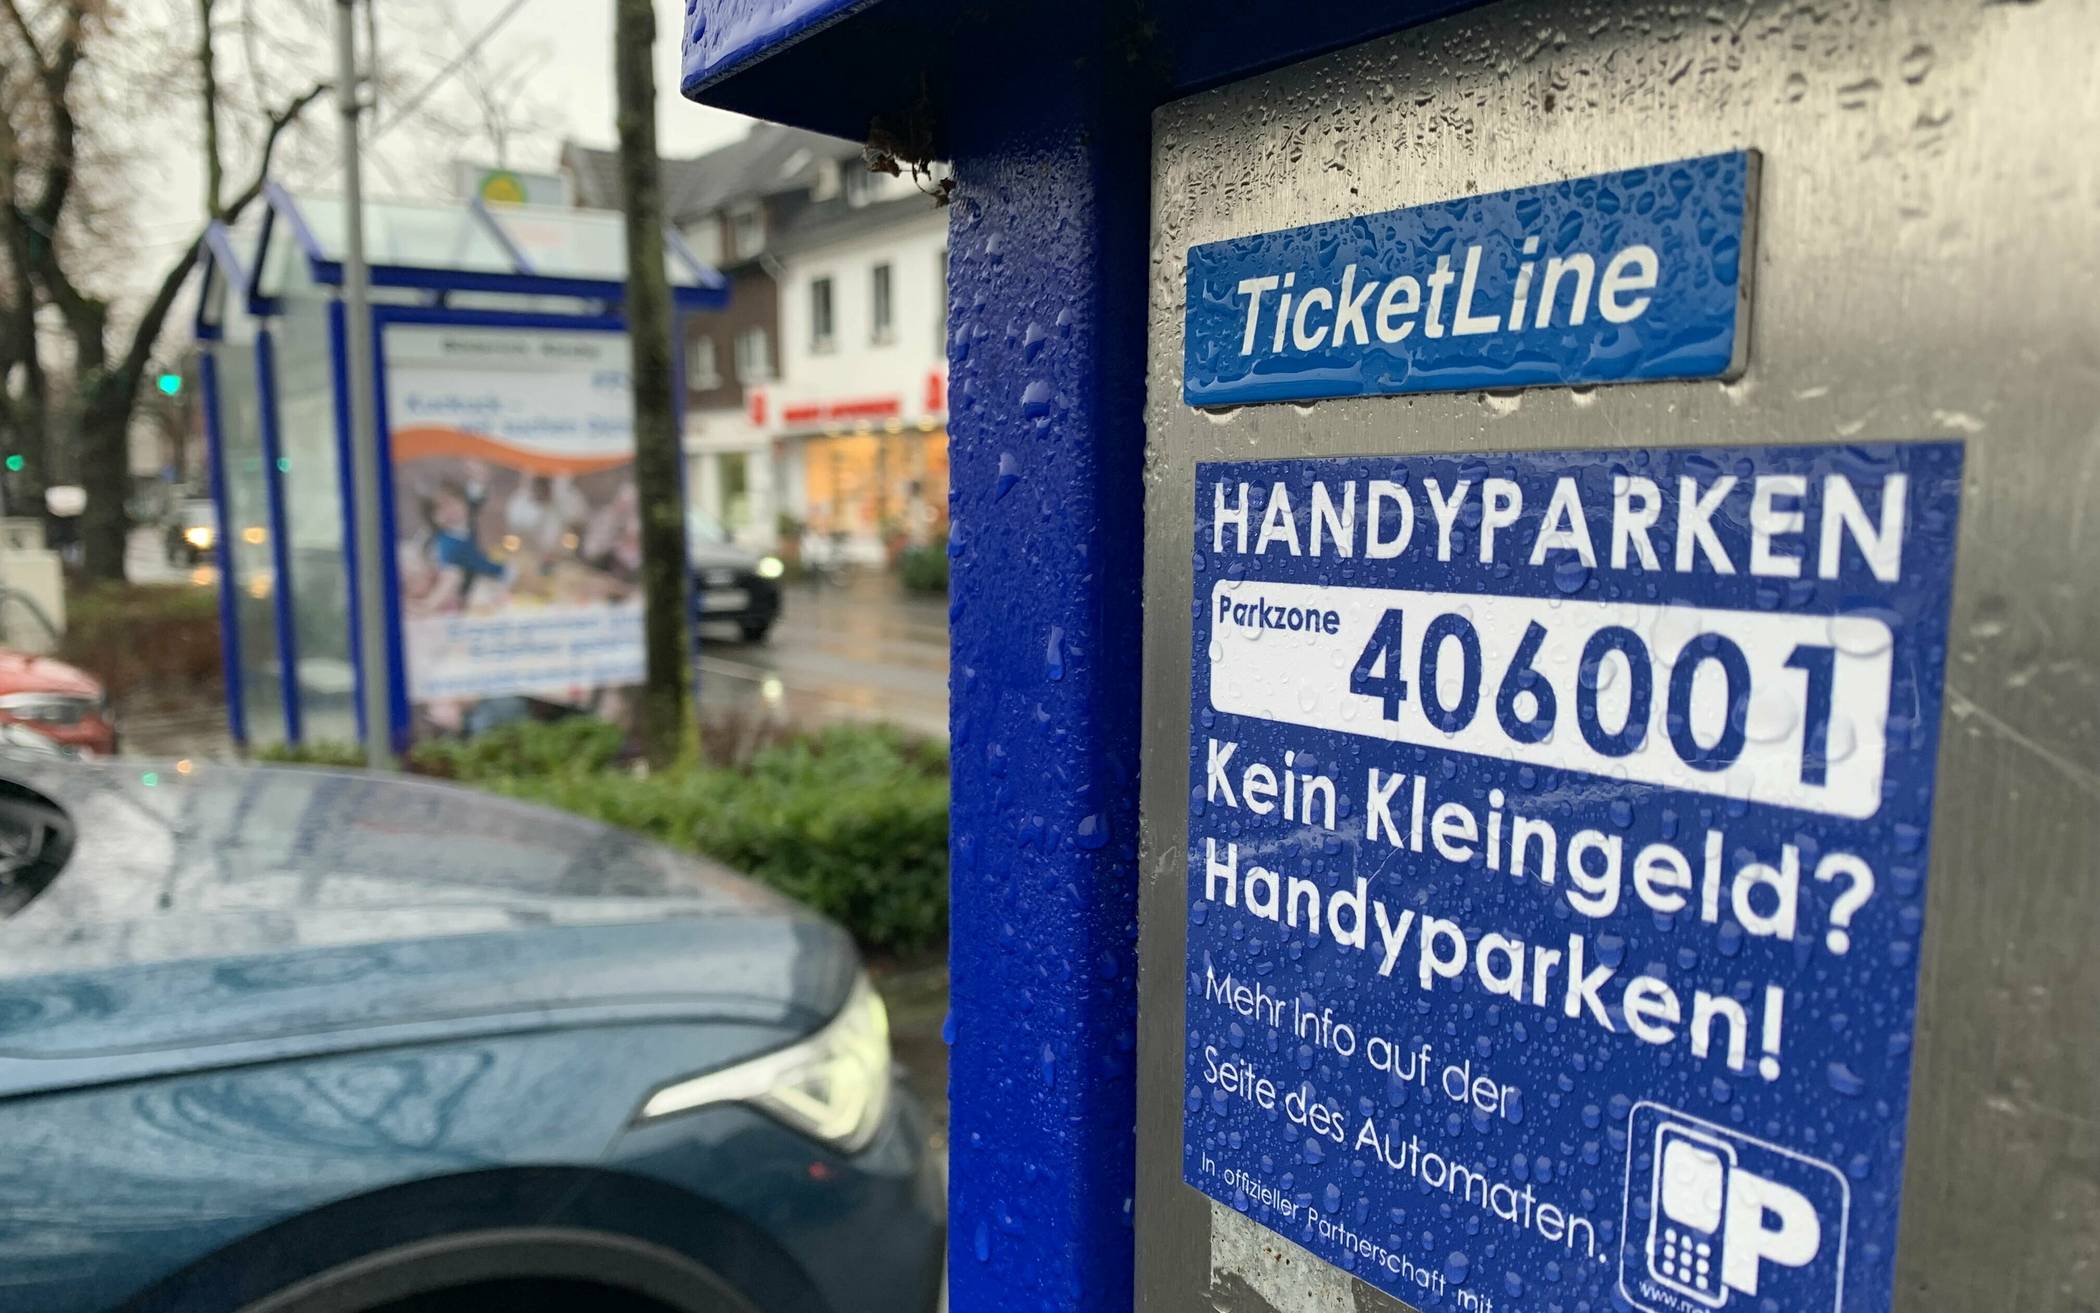 TicketLine
HANDYPARKEN
Parkzone 406001
Kein Kleingeld?
Handyparken!
Mehr Info auf der
Seite des Automaten.
In offizieller Partnerschaft mit
P